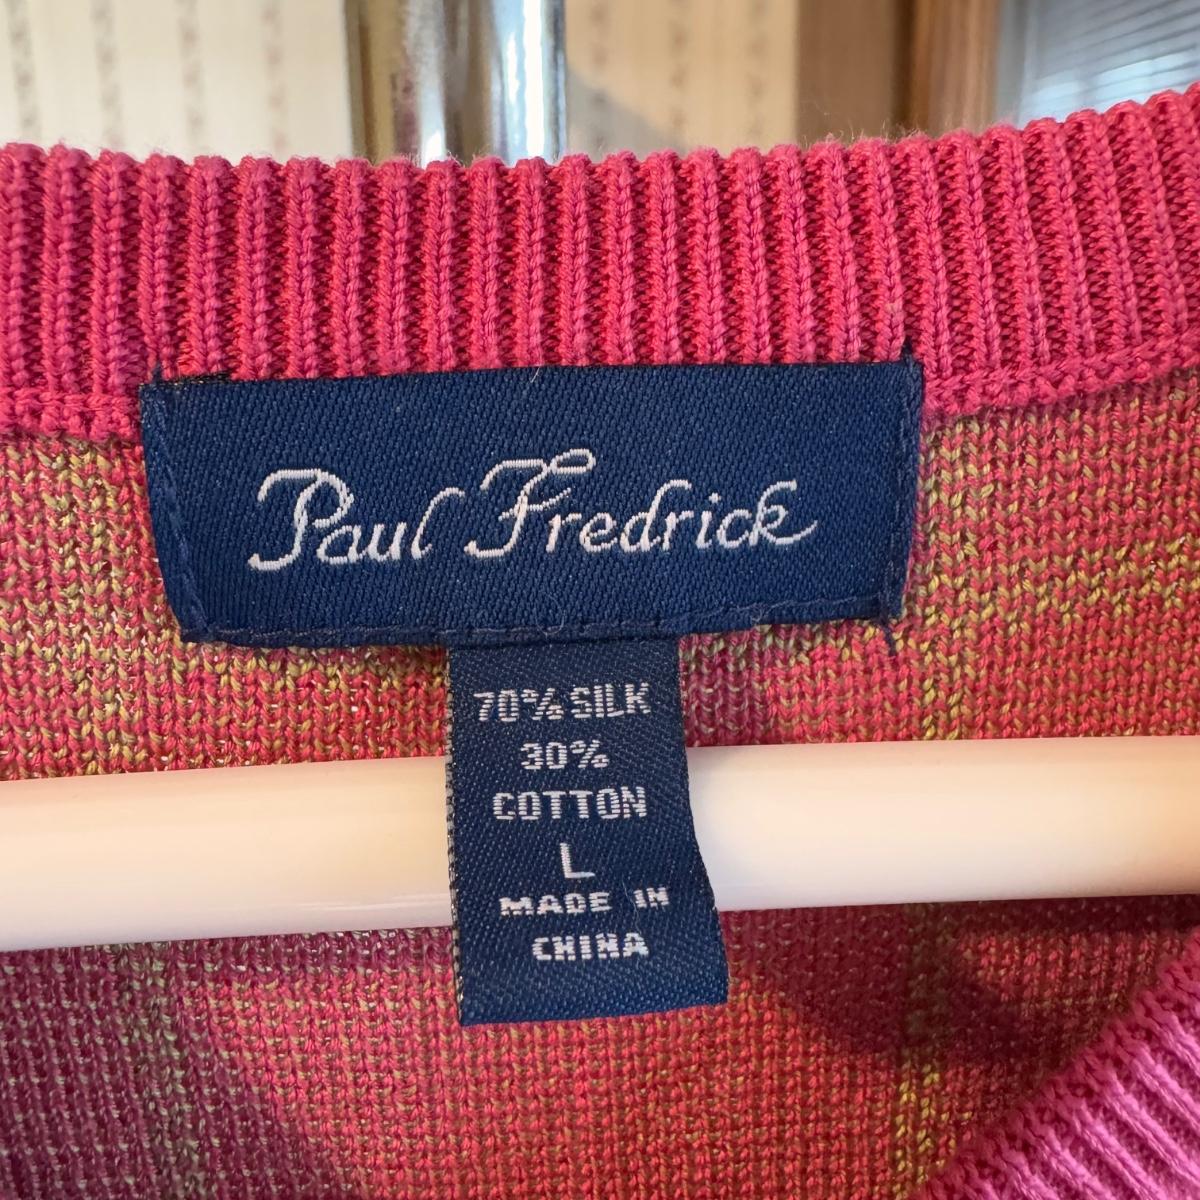 Paul Fredrick
70% SILK
30%
COTTON
L
MADE IN
CHINA